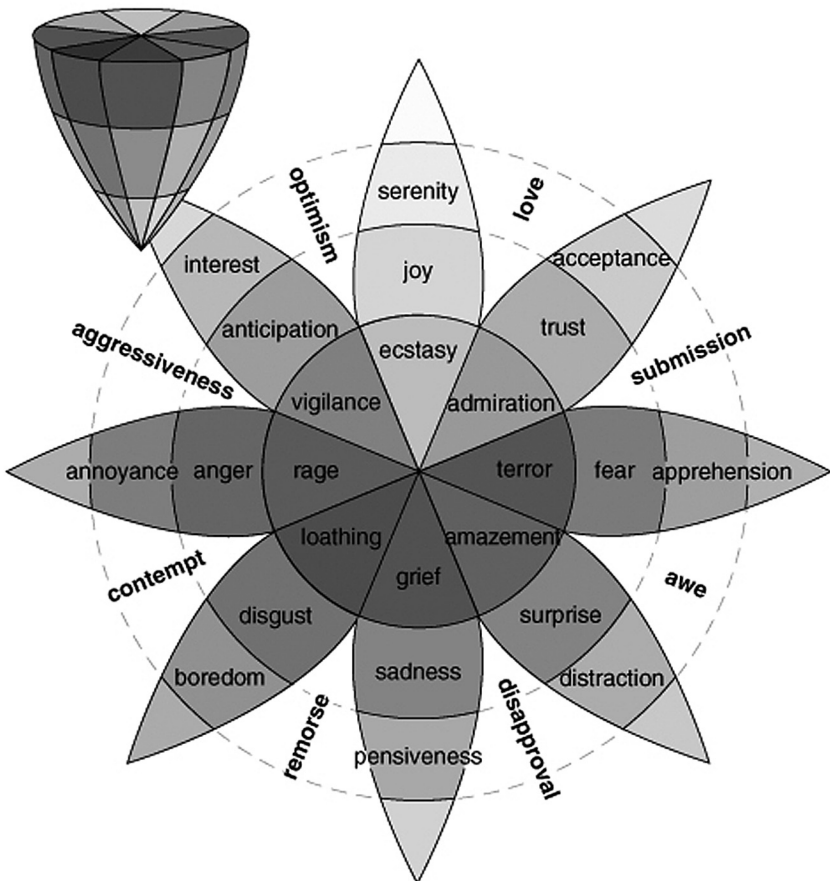 optimism
serenity
love
interest
joy
acceptance
anticipation
trust
aggressiveness
ecstasy
submission
vigilance
admiration
annoyance
anger
rage
terror
fear
apprehension
loathing
amazement
contempt
grief
awe
disgust
surprise
boredom
sadness
distraction
remorse
disapproval
pensiveness